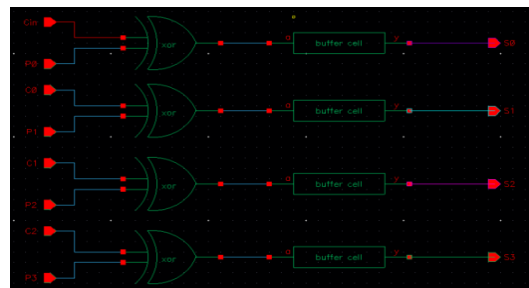 Cin
xor
a
buffer cell
y
S0
P0
C0
xor
a
buffer cell
y
S1
P1
C1
xor
a
buffer cell
y
S2
P2
C2
xor
a
buffer cell
y
S3
P3